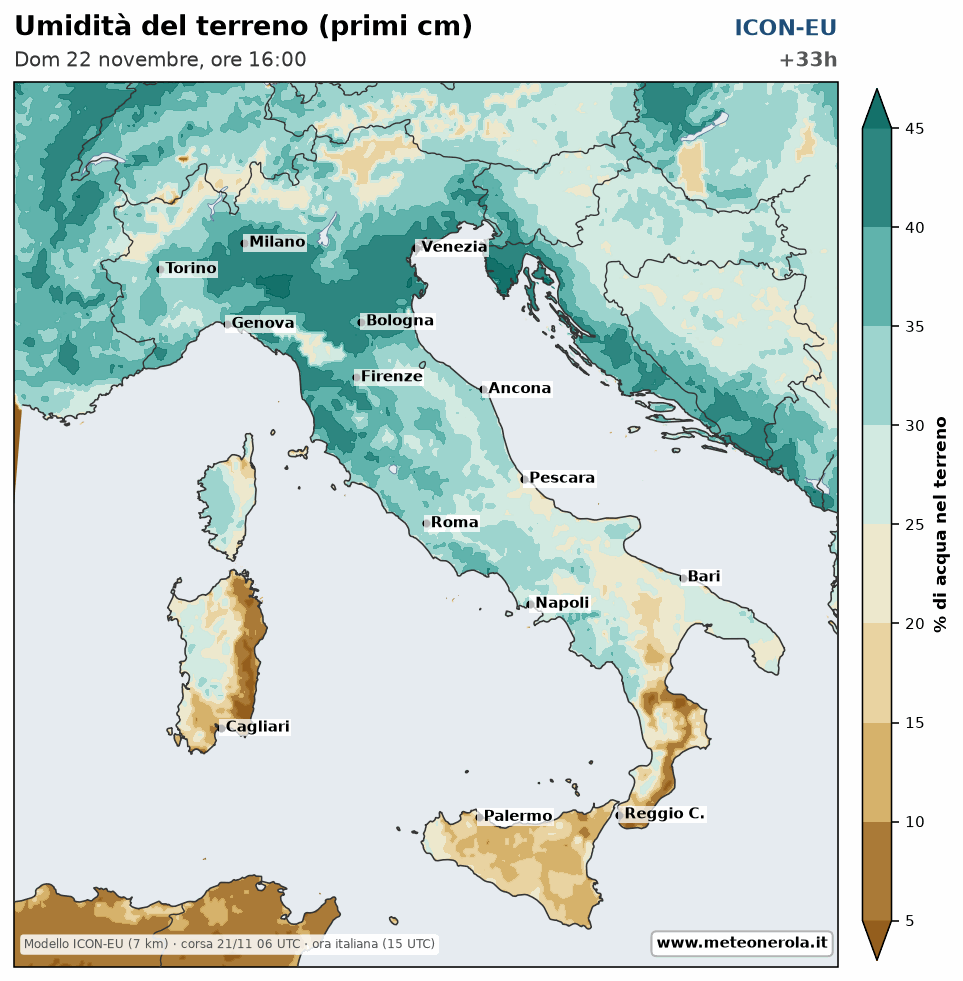 Umidità del terreno (primi cm)
ICON-EU
Dom 22 novembre, ore 16:00
+33h
45
40
35
30
25
20
15
10
5
% di acqua nel terreno
Milano
Venezia
Torino
Genova
Bologna
Firenze
Ancona
Pescara
Roma
Bari
Napoli
Cagliari
Palermo
Reggio C.
Modello ICON-EU (7 km) · corsa 21/11 06 UTC · ora italiana (15 UTC)
www.meteonerola.it